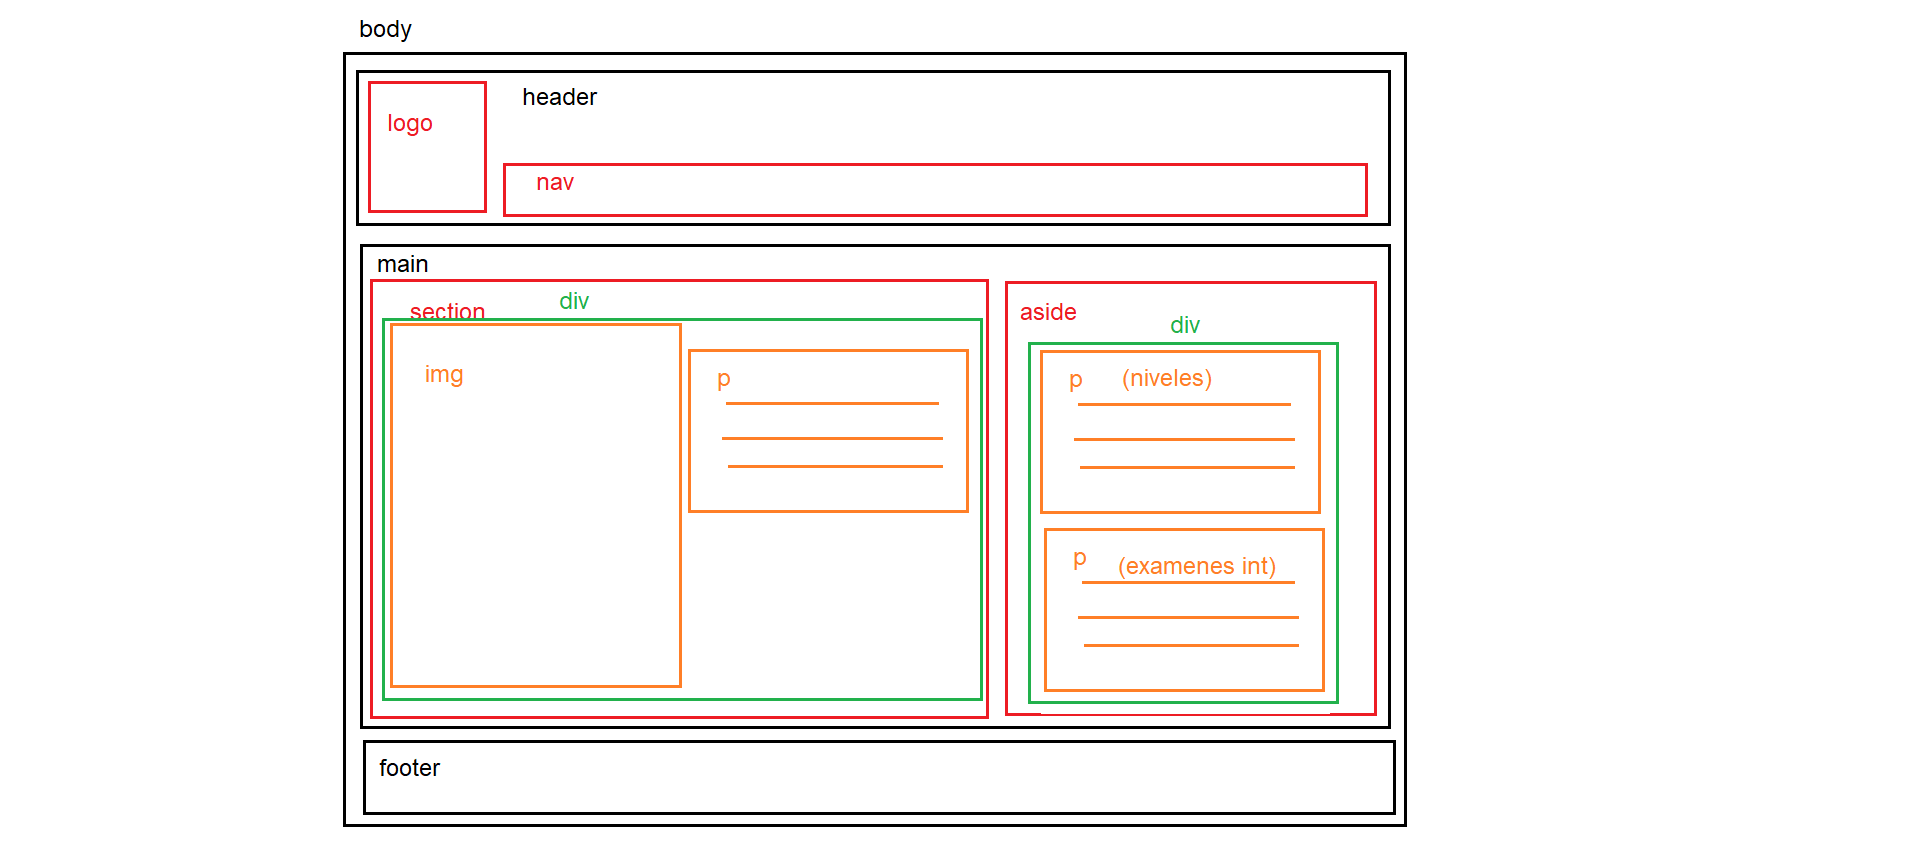 body
header
logo
nav
main
section
div
img
p
aside
div
p (niveles)
p (examenes int)
footer